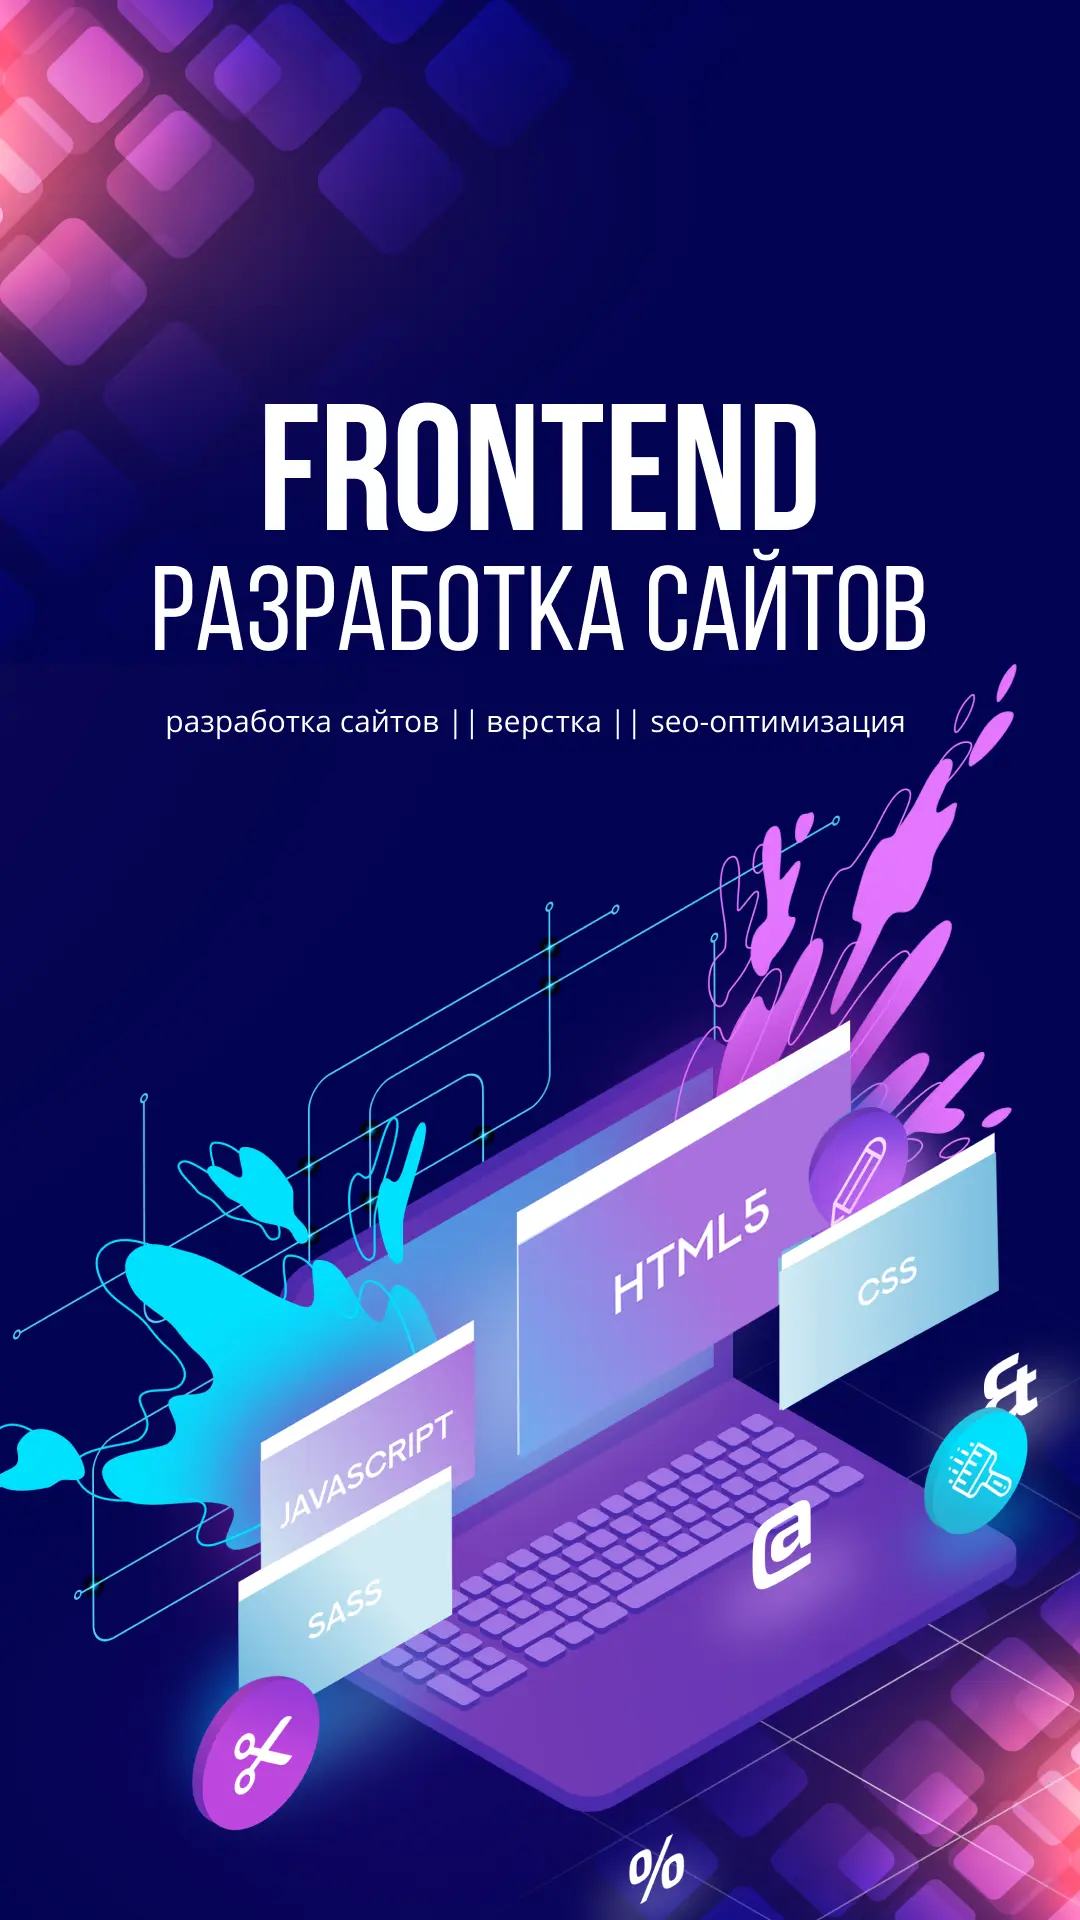 FRONTEND
РАЗРАБОТКА САЙТОВ
разработка сайтов || верстка || seo-оптимизация
HTML5
CSS
JAVASCRIPT
@
SASS
%